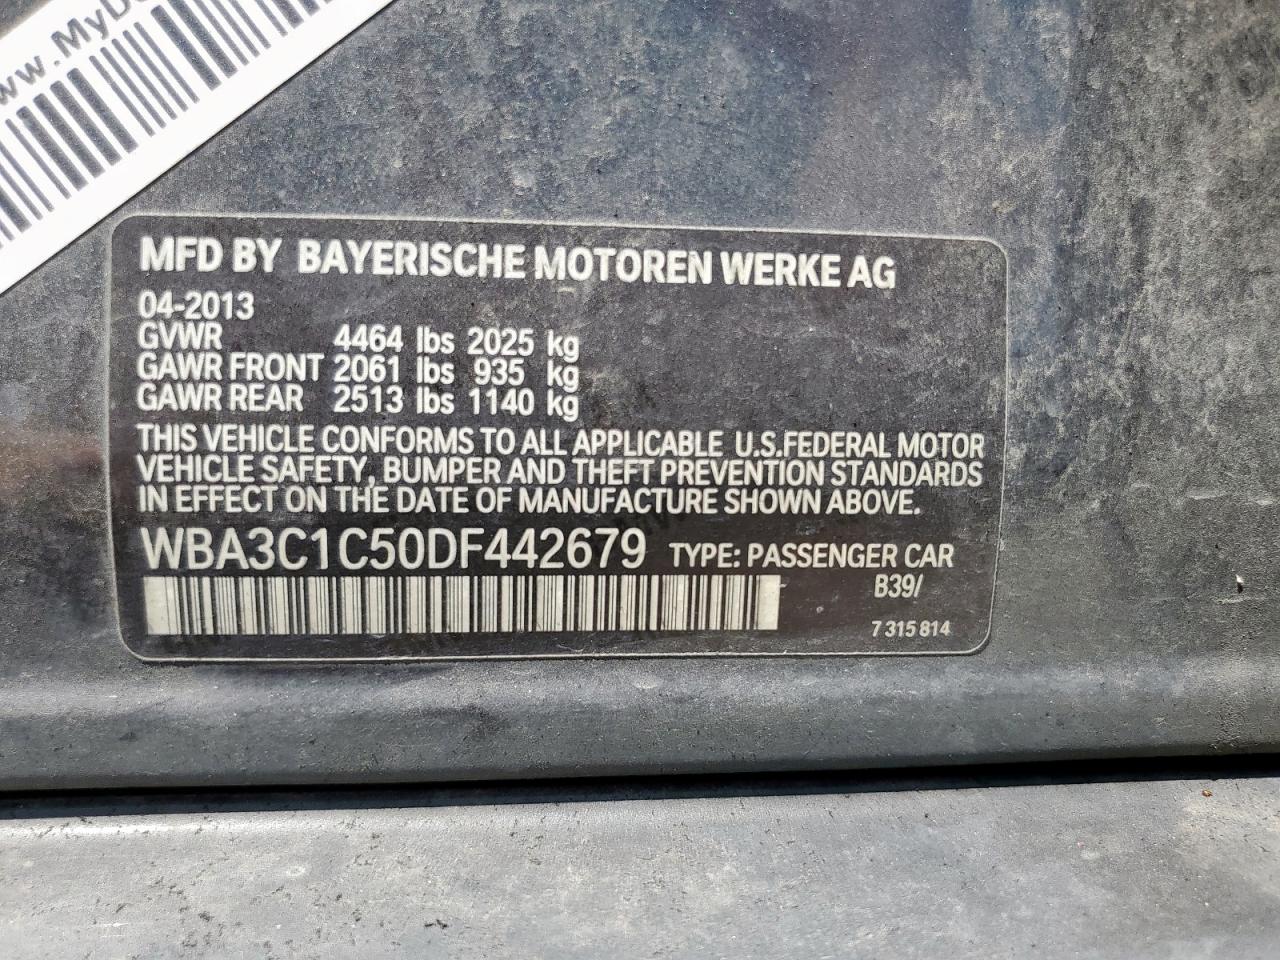 MFD BY BAYERISCHE MOTOREN WERKE AG
04-2013
GVWR 4464 lbs 2025 kg
GAWR FRONT 2061 lbs 935 kg
GAWR REAR 2513 lbs 1140 kg
THIS VEHICLE CONFORMS TO ALL APPLICABLE U.S.FEDERAL MOTOR
VEHICLE SAFETY, BUMPER AND THEFT PREVENTION STANDARDS
IN EFFECT ON THE DATE OF MANUFACTURE SHOWN ABOVE.
WBA3C1C50DF442679 TYPE: PASSENGER CAR
B39/
7 315 814